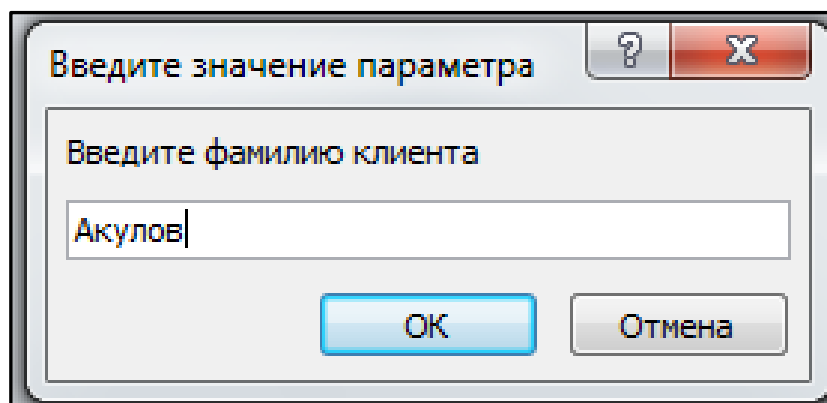 Введите значение параметра
Введите фамилию клиента
Акулов
ОК Отмена